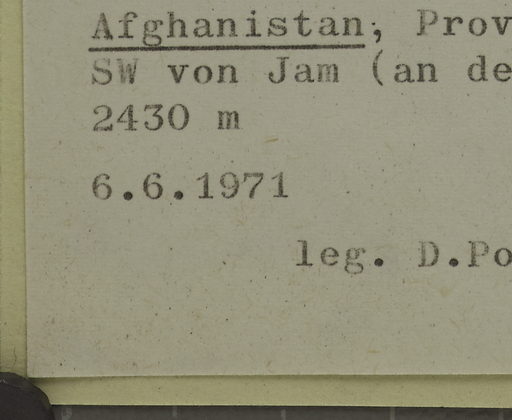 Afghanistan, Prov
SW von Jam (an de
2430 m
6.6.1971
leg. D.Po